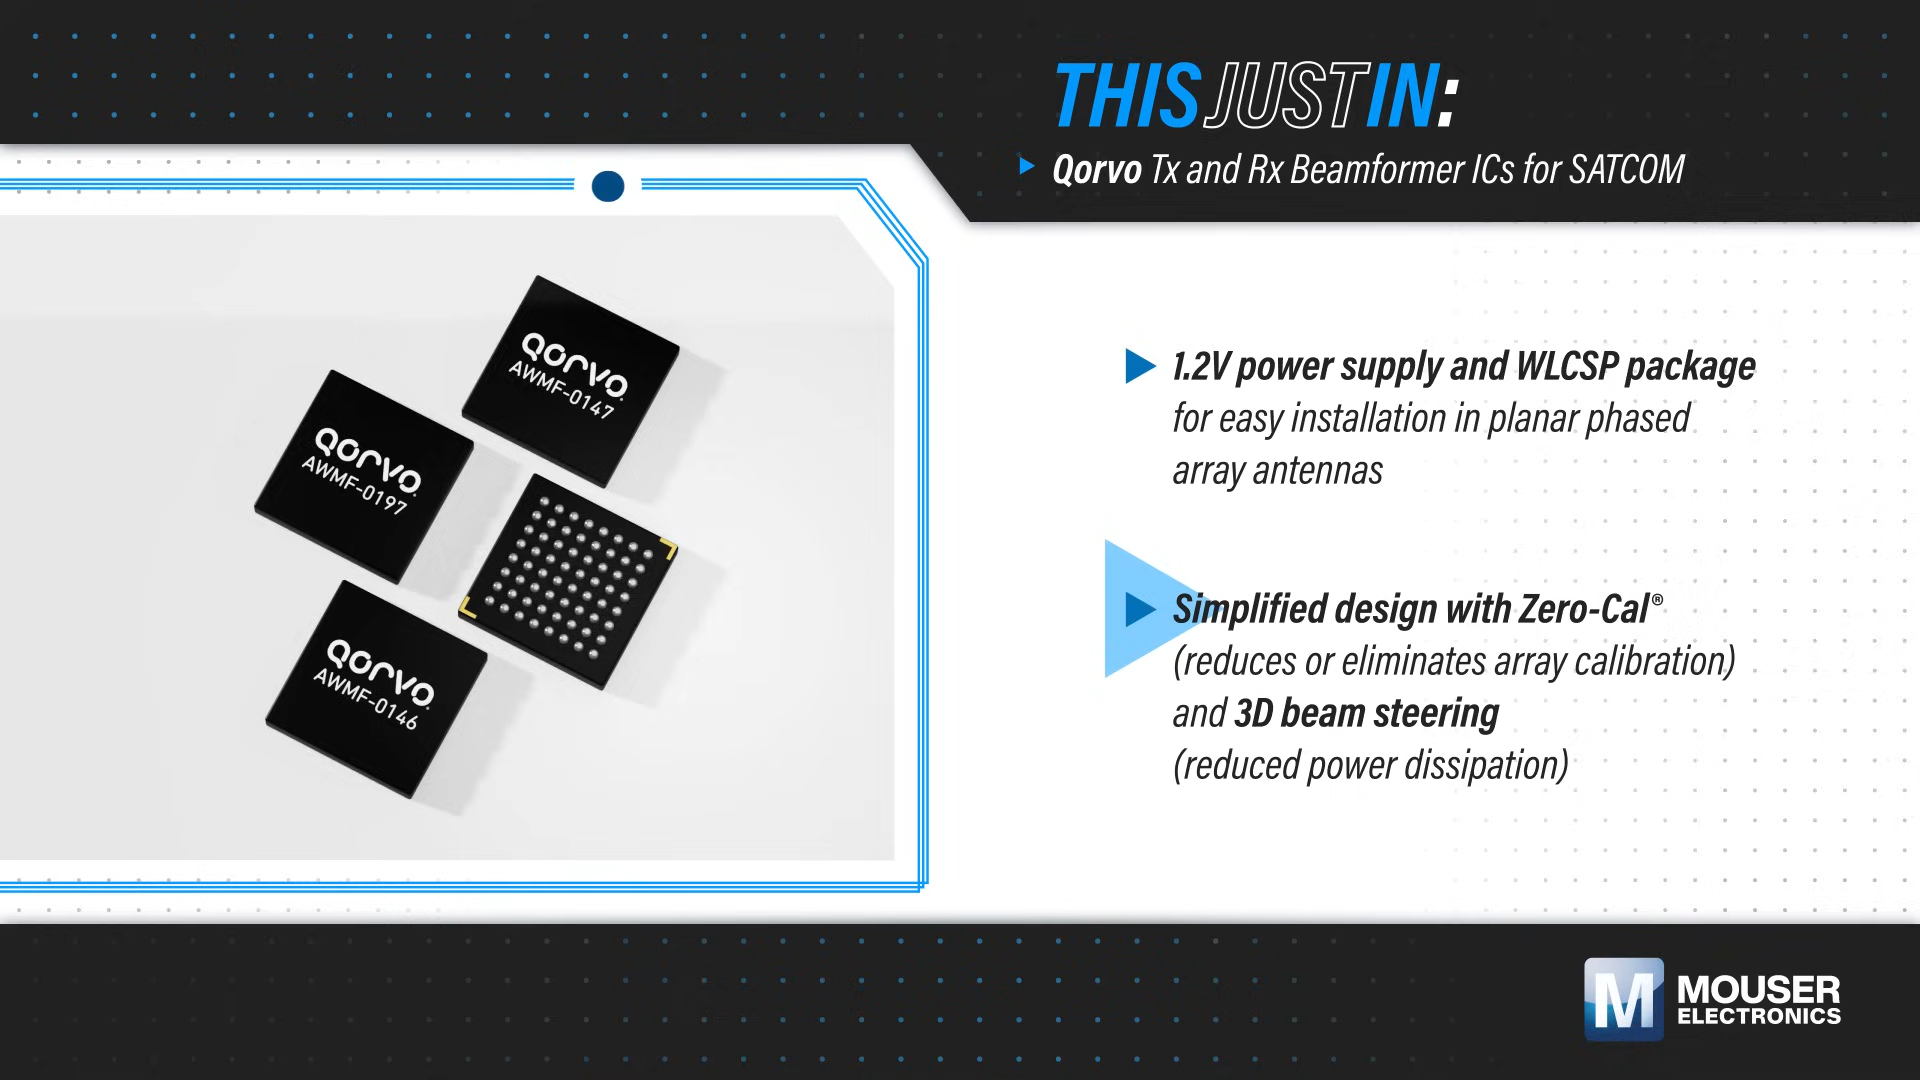 THIS JUST IN:
Qorvo Tx and Rx Beamformer ICs for SATCOM
QORVO
AWMF-0147
QORVO
AWMF-0197
QORVO
AWMF-0146
1.2V power supply and WLCSP package
for easy installation in planar phased
array antennas
Simplified design with Zero-Cal®
(reduces or eliminates array calibration)
and 3D beam steering
(reduced power dissipation)
M MOUSER
ELECTRONICS